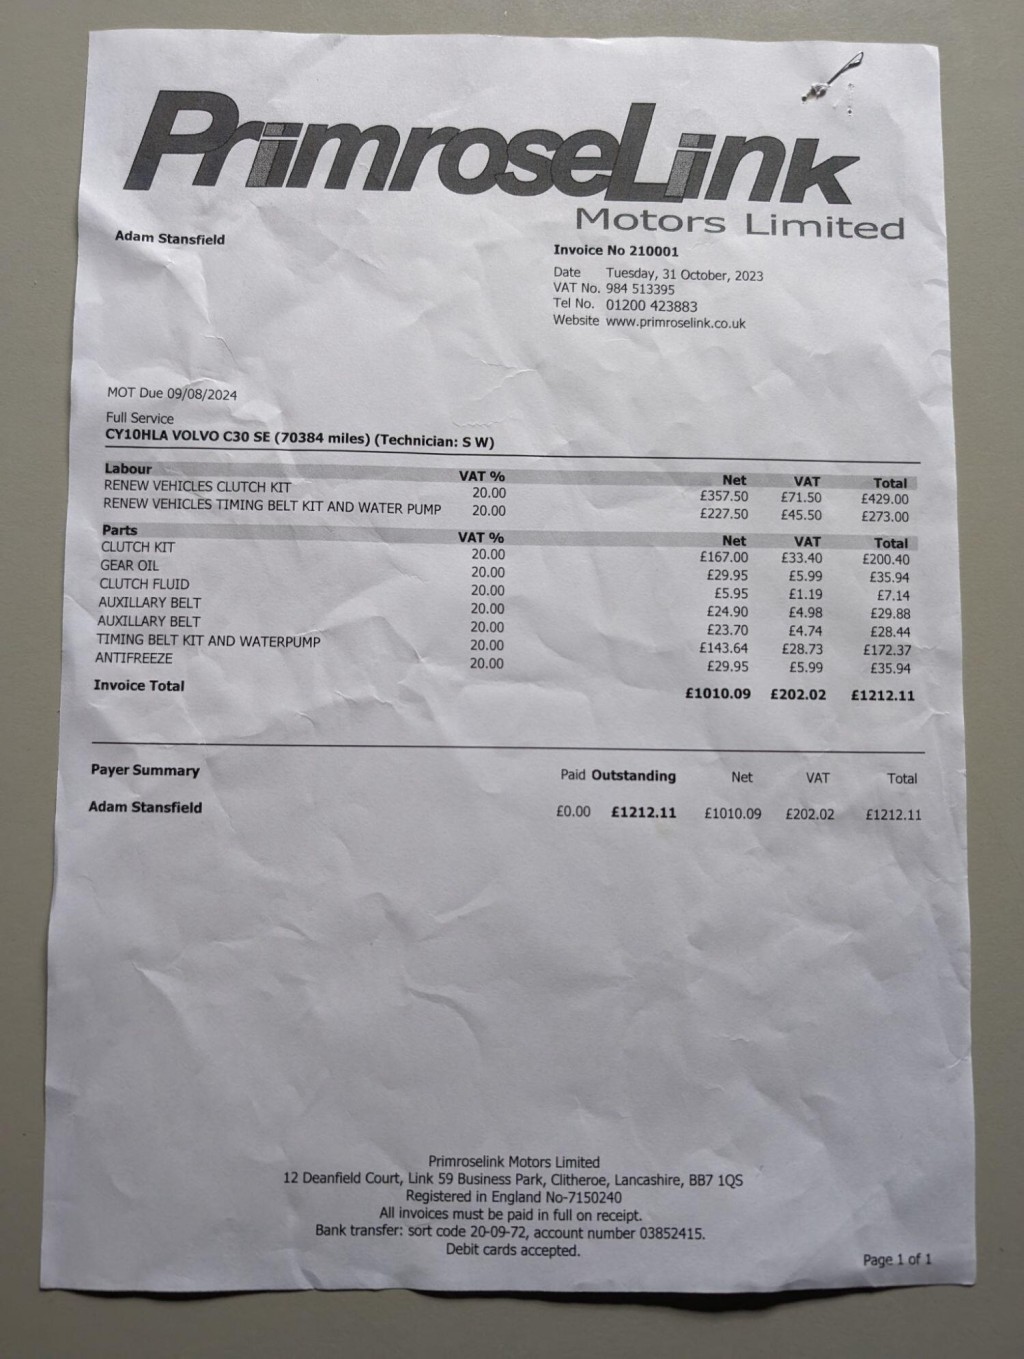 PrimroseLink
Motors Limited
Adam Stansfield
Invoice No 210001
Date Tuesday, 31 October, 2023
VAT No. 984 513395
Tel No. 01200 423883
Website www.primroselink.co.uk
MOT Due 09/08/2024
Full Service
CY10HLA VOLVO C30 SE (70384 miles) (Technician: S W)
Labour VAT % Net VAT Total
RENEW VEHICLES CLUTCH KIT 20.00 £357.50 £71.50 £429.00
RENEW VEHICLES TIMING BELT KIT AND WATER PUMP 20.00 £227.50 £45.50 £273.00
Parts VAT % Net VAT Total
CLUTCH KIT 20.00 £167.00 £33.40 £200.40
GEAR OIL 20.00 £29.95 £5.99 £35.94
CLUTCH FLUID 20.00 £5.95 £1.19 £7.14
AUXILLARY BELT 20.00 £24.90 £4.98 £29.88
AUXILLARY BELT 20.00 £23.70 £4.74 £28.44
TIMING BELT KIT AND WATERPUMP 20.00 £143.64 £28.73 £172.37
ANTIFREEZE 20.00 £29.95 £5.99 £35.94
Invoice Total £1010.09 £202.02 £1212.11
Payer Summary Paid Outstanding Net VAT Total
Adam Stansfield £0.00 £1212.11 £1010.09 £202.02 £1212.11
Primroselink Motors Limited
12 Deanfield Court, Link 59 Business Park, Clitheroe, Lancashire, BB7 1QS
Registered in England No-7150240
All invoices must be paid in full on receipt.
Bank transfer: sort code 20-09-72, account number 03852415.
Debit cards accepted.
Page 1 of 1